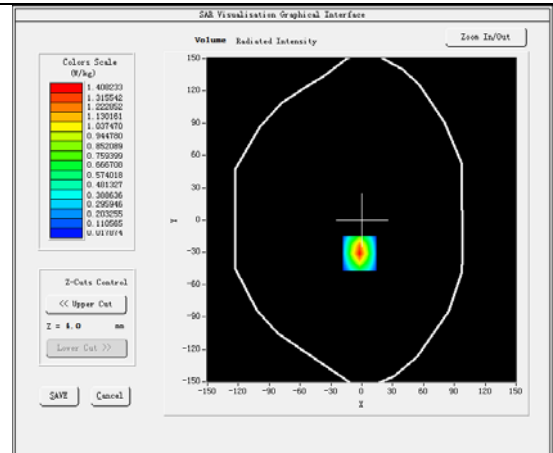 SAR Visualisation Graphical Interface
Volume Radiated Intensity
Zoom In/Out
Colors Scale
(W/kg)
1.408233
1.315542
1.222852
1.130161
1.037470
0.944780
0.852089
0.759399
0.666708
0.574018
0.481327
0.388636
0.295946
0.203255
0.110565
0.017874
Z-Cuts Control
<< Upper Cut
Z = 4.0 mm
Lower Cut >>
SAVE Cancel
150
120
90
60
30
0
-30
-60
-90
-120
-150
Y
-150 -120 -90 -60 -30 0 30 60 90 120 150
X